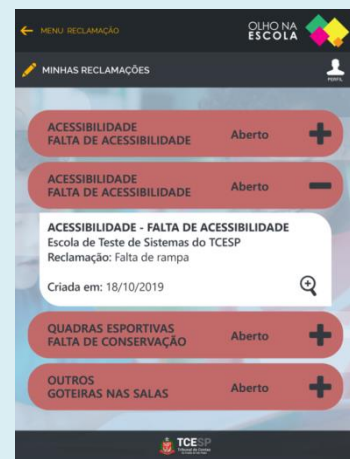 MENU RECLAMAÇÃO
OLHO NA
ESCOLA
MINHAS RECLAMAÇÕES
PERFIL
ACESSIBILIDADE
FALTA DE ACESSIBILIDADE
Aberto
ACESSIBILIDADE
FALTA DE ACESSIBILIDADE
Aberto
ACESSIBILIDADE - FALTA DE ACESSIBILIDADE
Escola de Teste de Sistemas do TCESP
Reclamação: Falta de rampa
Criada em: 18/10/2019
QUADRAS ESPORTIVAS
FALTA DE CONSERVAÇÃO
Aberto
OUTROS
GOTEIRAS NAS SALAS
Aberto
TCESP